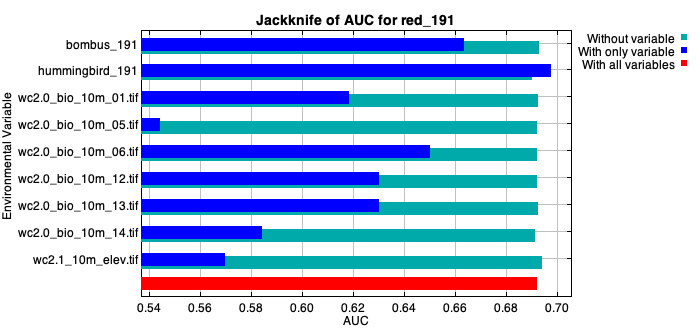 Jackknife of AUC for red_191
Without variable
With only variable
With all variables
Environmental Variable
bombus_191
hummingbird_191
wc2.0_bio_10m_01.tif
wc2.0_bio_10m_05.tif
wc2.0_bio_10m_06.tif
wc2.0_bio_10m_12.tif
wc2.0_bio_10m_13.tif
wc2.0_bio_10m_14.tif
wc2.1_10m_elev.tif
0.54 0.56 0.58 0.60 0.62 0.64 0.66 0.68 0.70
AUC